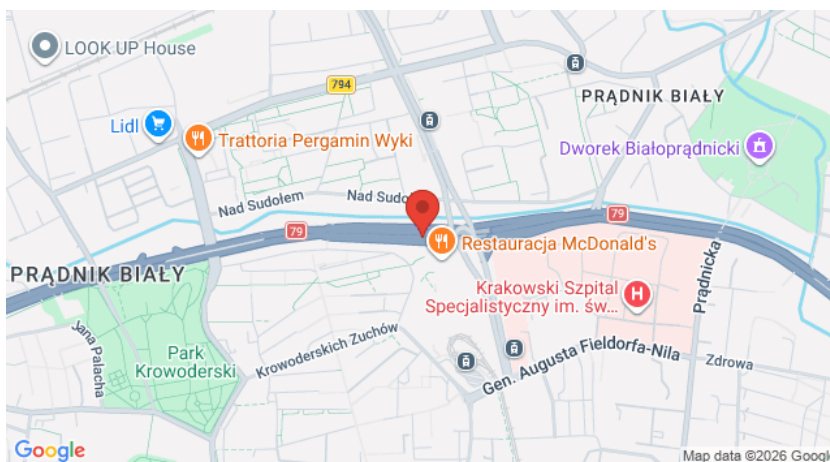 LOOK UP House
794
PRĄDNIK BIAŁY
Lidl
Trattoria Pergamin Wyki
Dworek Białoprądnicki
Nad Sudołem
Nad Sudołem
79
79
Restauracja McDonald's
PRĄDNIK BIAŁY
Krakowski Szpital
Specjalistyczny im. św...
H
Prądnicka
Jana Palacha
Park
Krowoderski
Krowoderskich Zuchów
Gen. Augusta Fieldorfa-Nila
Zdrowa
Google
Map data ©2026 Google